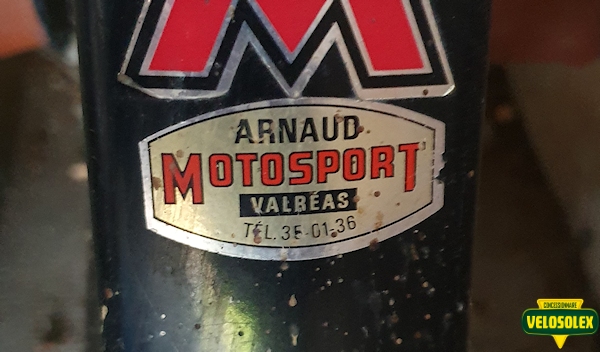 M
ARNAUD
MOTOSPORT
VALRÉAS
TÉL. 35-01-36
CONCESSIONNAIRE
VELOSOLEX